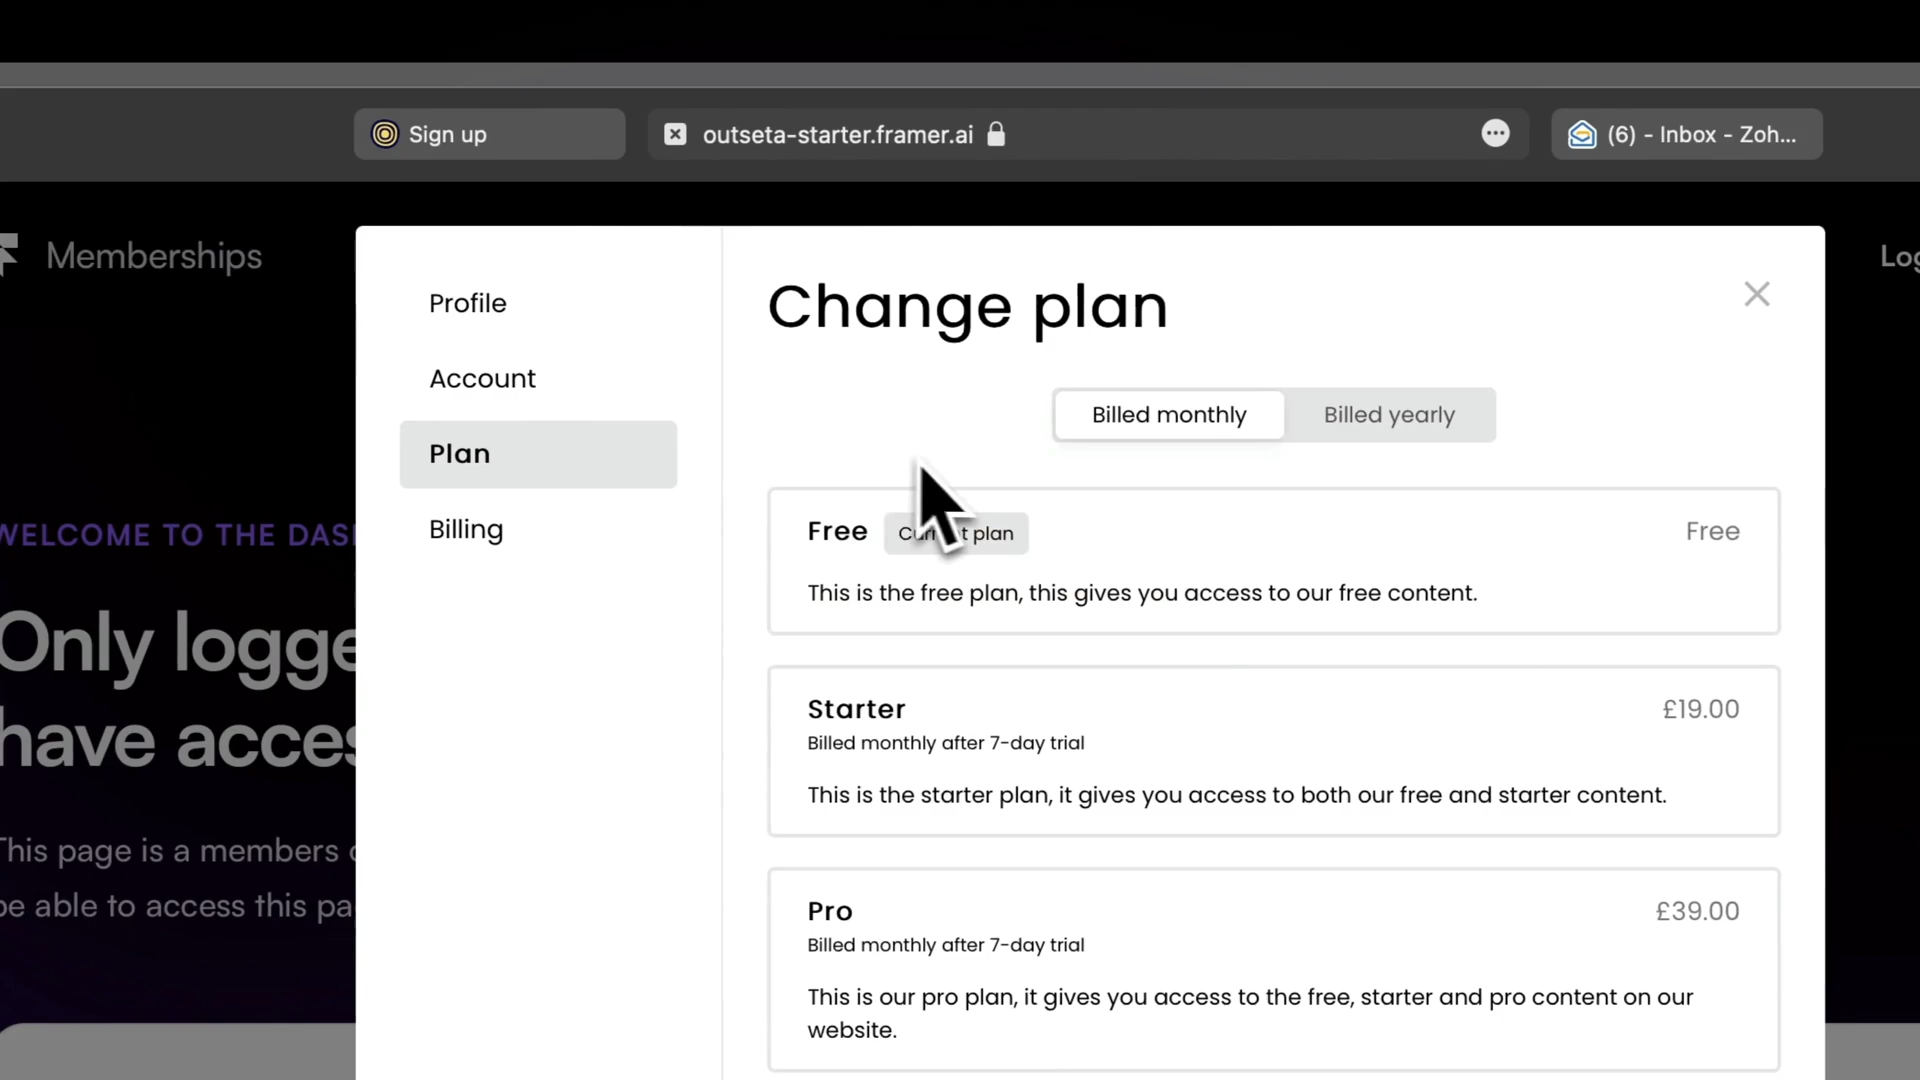 Sign up
outseta-starter.framer.ai
(6) - Inbox - Zoh...
Memberships
Profile
Account
Plan
Billing
Change plan
Billed monthly
Billed yearly
Free
plan
Free
This is the free plan, this gives you access to our free content.
Starter
£19.00
Billed monthly after 7-day trial
This is the starter plan, it gives you access to both our free and starter content.
Pro
£39.00
Billed monthly after 7-day trial
This is our pro plan, it gives you access to the free, starter and pro content on our
website.
WELCOME TO THE
Only
have
This page is a members
be able to access this